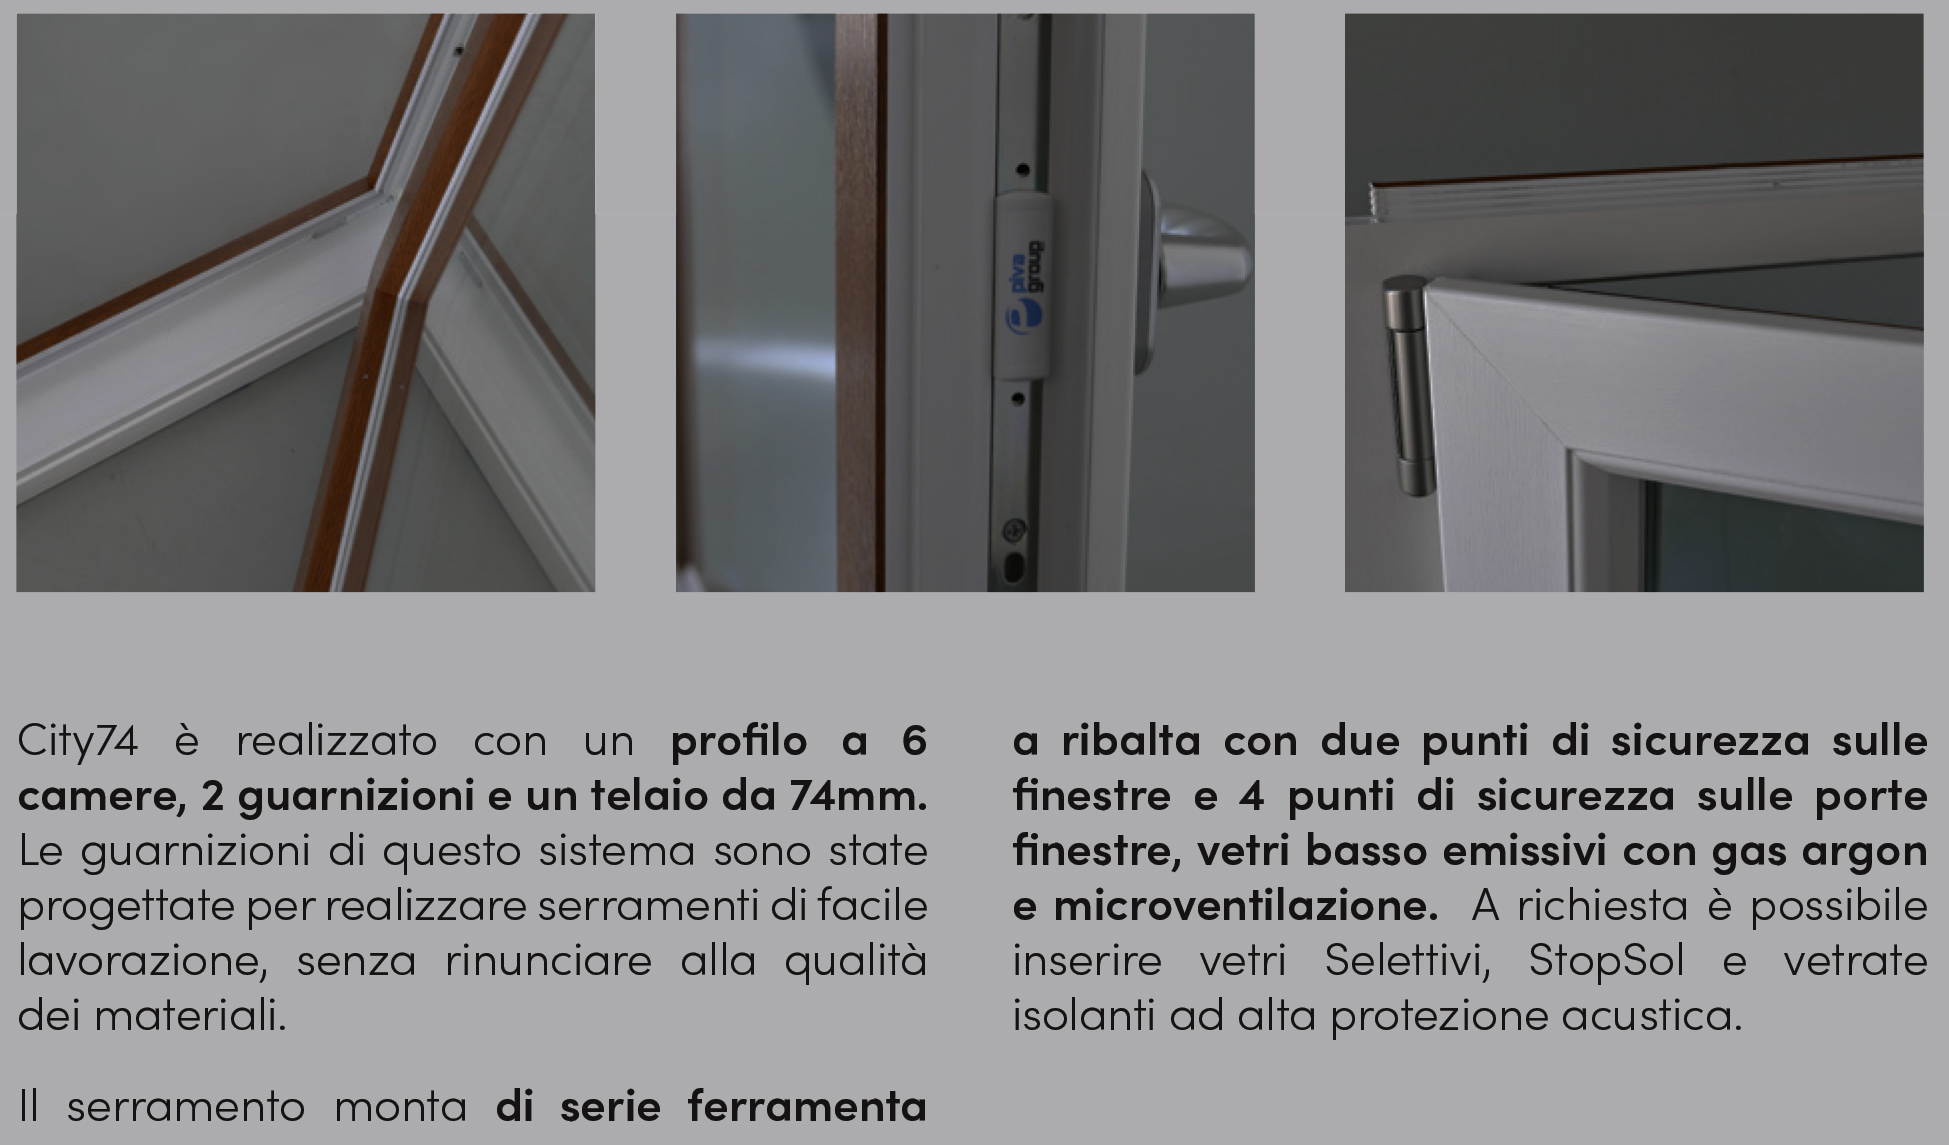 piva
group
City74 è realizzato con un profilo a 6
camere, 2 guarnizioni e un telaio da 74mm.
Le guarnizioni di questo sistema sono state
progettate per realizzare serramenti di facile
lavorazione, senza rinunciare alla qualità
dei materiali.
Il serramento monta di serie ferramenta
a ribalta con due punti di sicurezza sulle
finestre e 4 punti di sicurezza sulle porte
finestre, vetri basso emissivi con gas argon
e microventilazione. A richiesta è possibile
inserire vetri Selettivi, StopSol e vetrate
isolanti ad alta protezione acustica.